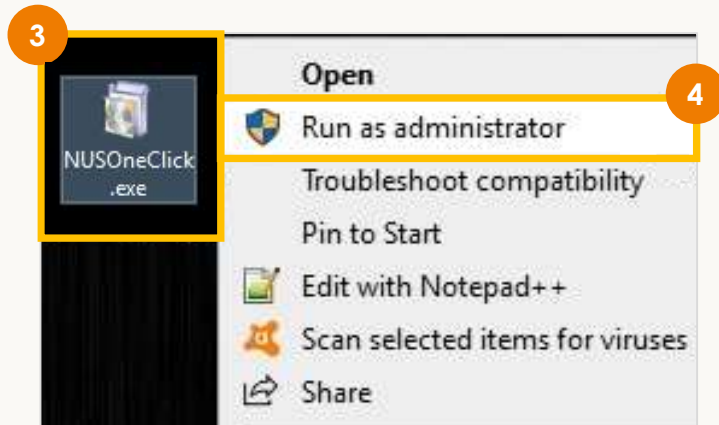 3
NUSOneClick
.exe
Open
4
Run as administrator
Troubleshoot compatibility
Pin to Start
Edit with Notepad++
Scan selected items for viruses
Share